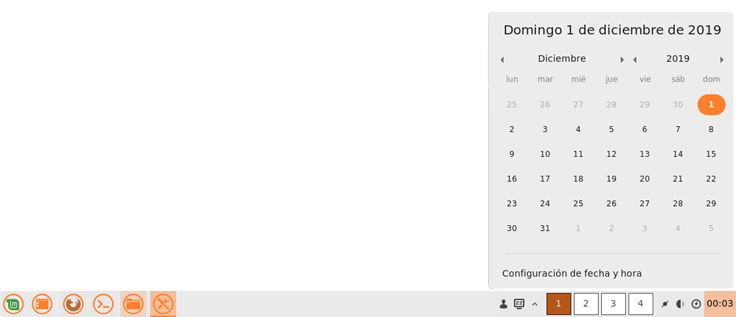 Domingo 1 de diciembre de 2019
Diciembre 2019
lun mar mié jue vie sáb dom
25 26 27 28 29 30 1
2 3 4 5 6 7 8
9 10 11 12 13 14 15
16 17 18 19 20 21 22
23 24 25 26 27 28 29
30 31 1 2 3 4 5
Configuración de fecha y hora
1 2 3 4 00:03